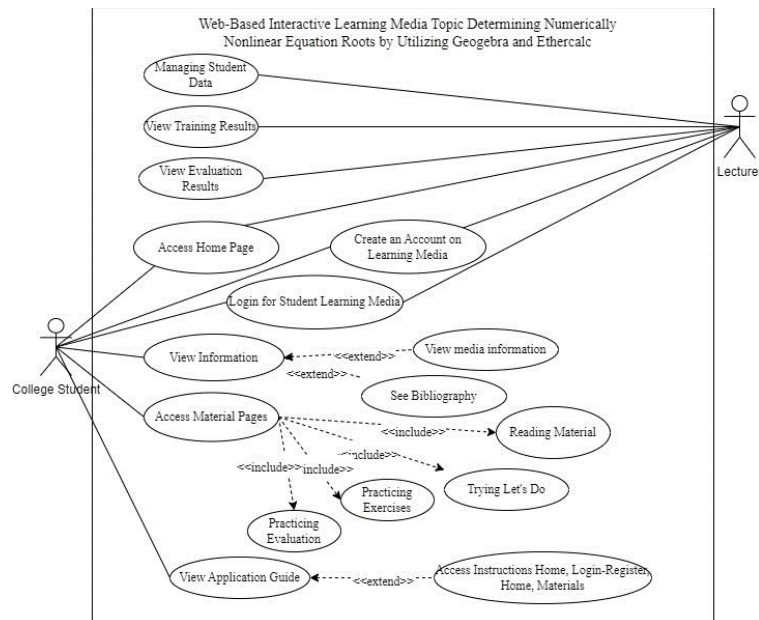 Web-Based Interactive Learning Media Topic Determining Numerically
Nonlinear Equation Roots by Utilizing Geogebra and Ethercalc
Managing Student
Data
View Training Results
View Evaluation
Results
Lecture
Access Home Page
Create an Account on
Learning Media
Login for Student Learning Media
College Student
View Information
<<extend>>
View media information
<<extend>>
See Bibliography
Access Material Pages
<<include>>
Reading Material
<<include>>
<<include>>
<<include>>
Trying Let's Do
Practicing
Exercises
Practicing
Evaluation
View Application Guide
<<extend>>
Access Instructions Home, Login-Register,
Home, Materials